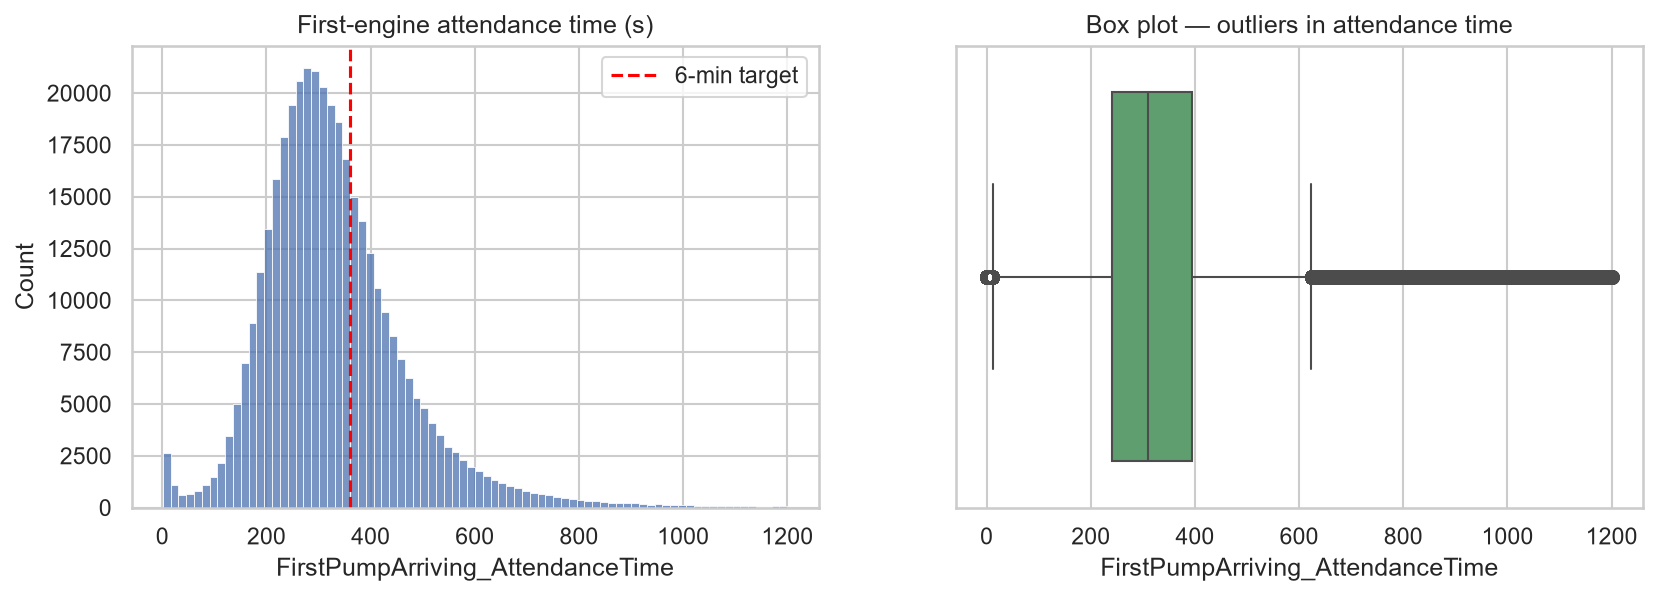 First-engine attendance time (s)
6-min target
Count
20000
17500
15000
12500
10000
7500
5000
2500
0
0 200 400 600 800 1000 1200
FirstPumpArriving_AttendanceTime
Box plot — outliers in attendance time
0 200 400 600 800 1000 1200
FirstPumpArriving_AttendanceTime